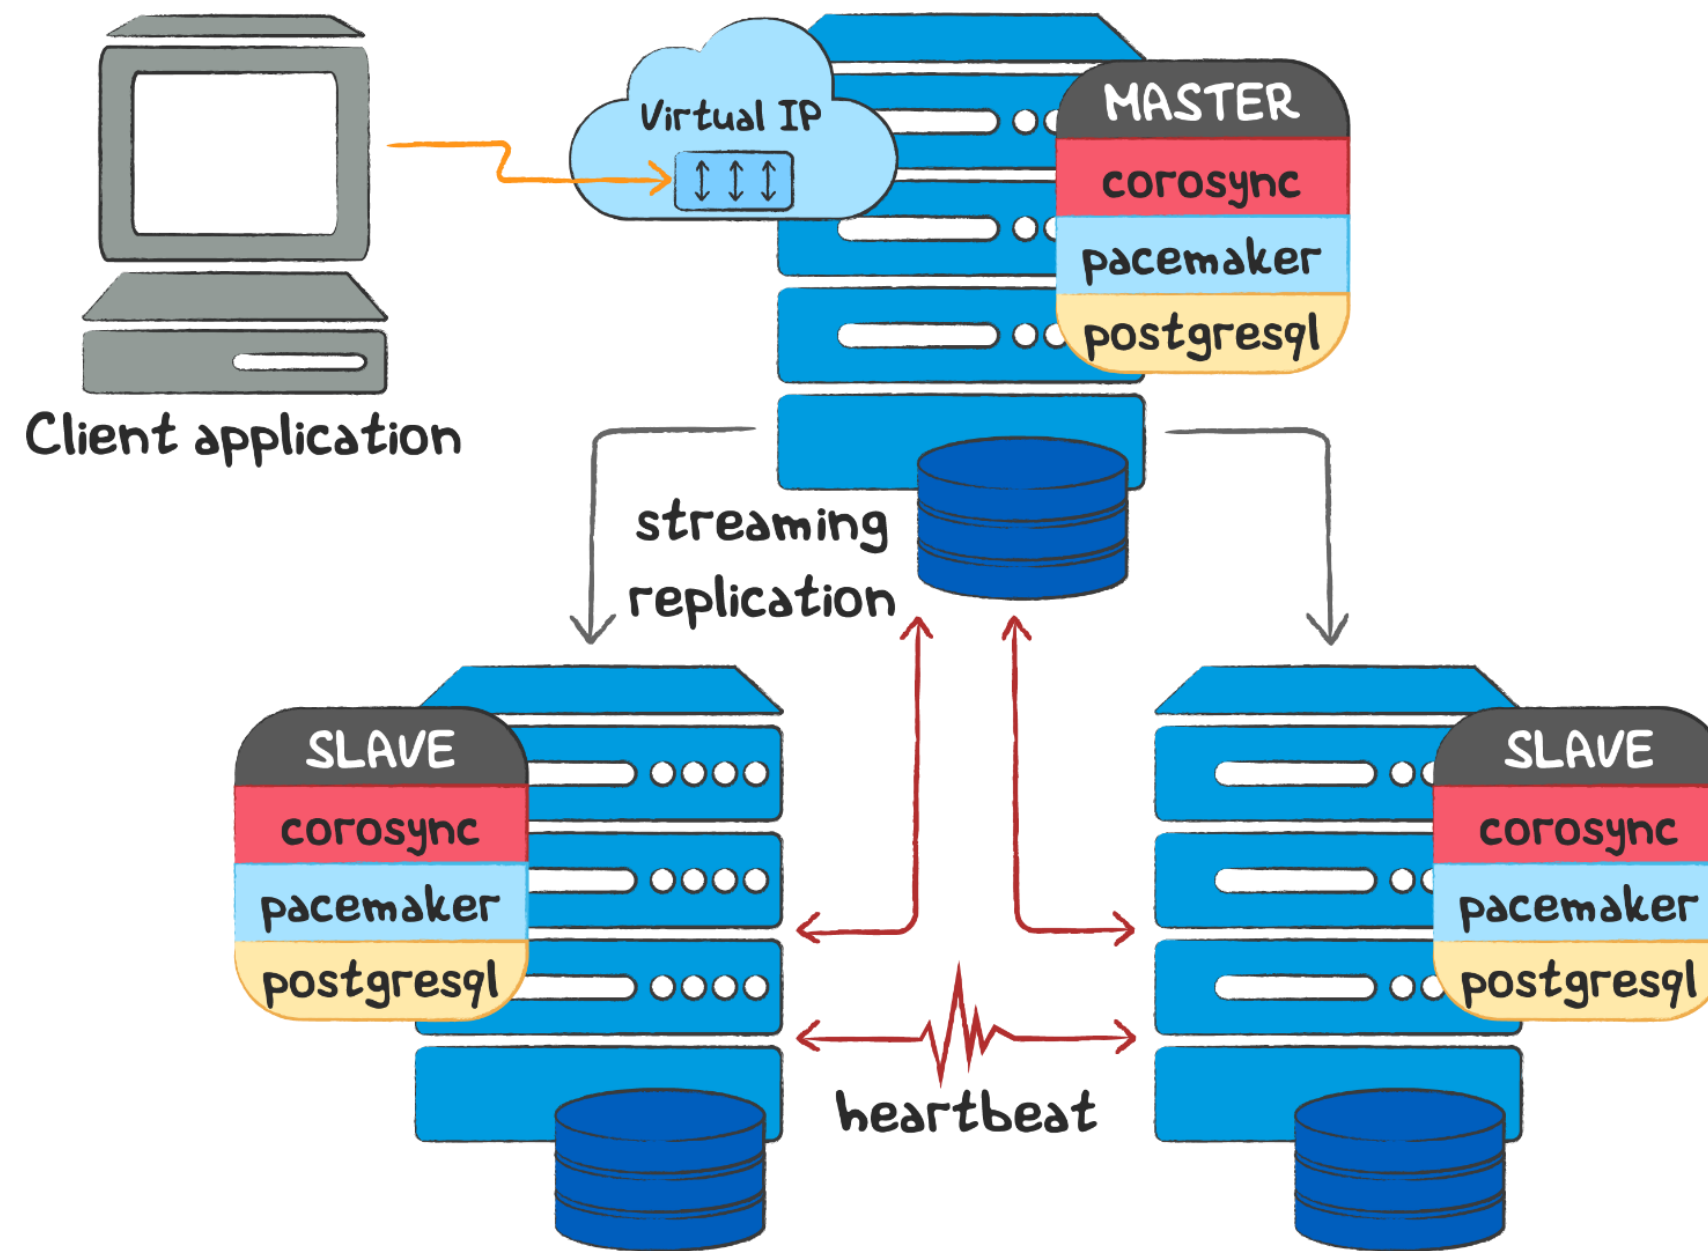 Virtual IP
MASTER
corosync
pacemaker
postgresql
Client application
streaming
replication
SLAVE
corosync
pacemaker
postgresql
SLAVE
corosync
pacemaker
postgresql
heartbeat